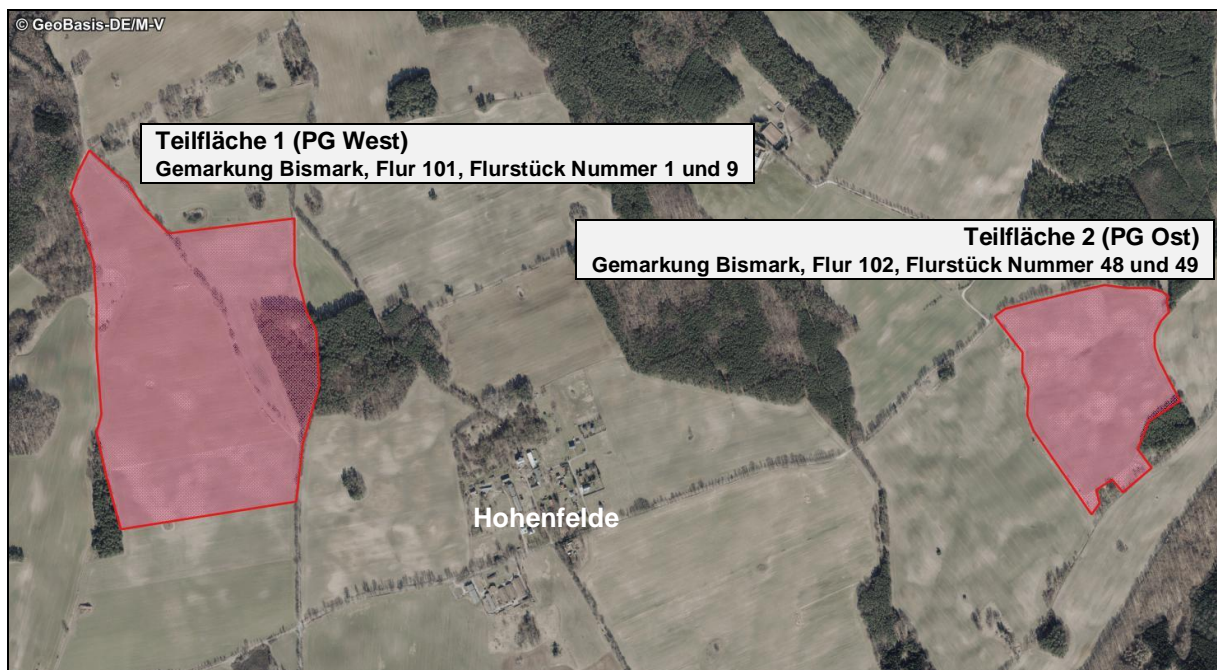 © GeoBasis-DE/M-V
Teilfläche 1 (PG West)
Gemarkung Bismark, Flur 101, Flurstück Nummer 1 und 9
Teilfläche 2 (PG Ost)
Gemarkung Bismark, Flur 102, Flurstück Nummer 48 und 49
Hohenfelde